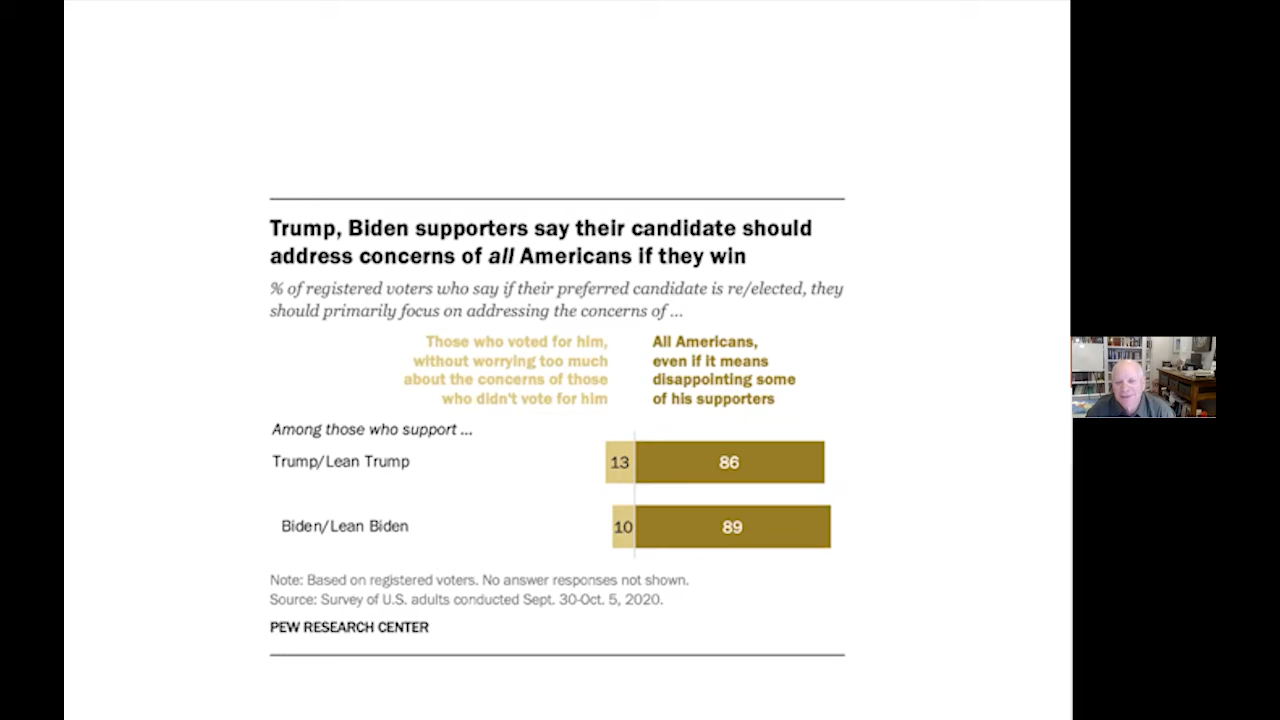 Trump, Biden supporters say their candidate should
address concerns of all Americans if they win
% of registered voters who say if their preferred candidate is re/elected, they
should primarily focus on addressing the concerns of ...
Those who voted for him,
without worrying too much
about the concerns of those
who didn't vote for him
All Americans,
even if it means
disappointing some
of his supporters
Among those who support ...
Trump/Lean Trump 13 86
Biden/Lean Biden 10 89
Note: Based on registered voters. No answer responses not shown.
Source: Survey of U.S. adults conducted Sept. 30-Oct. 5, 2020.
PEW RESEARCH CENTER